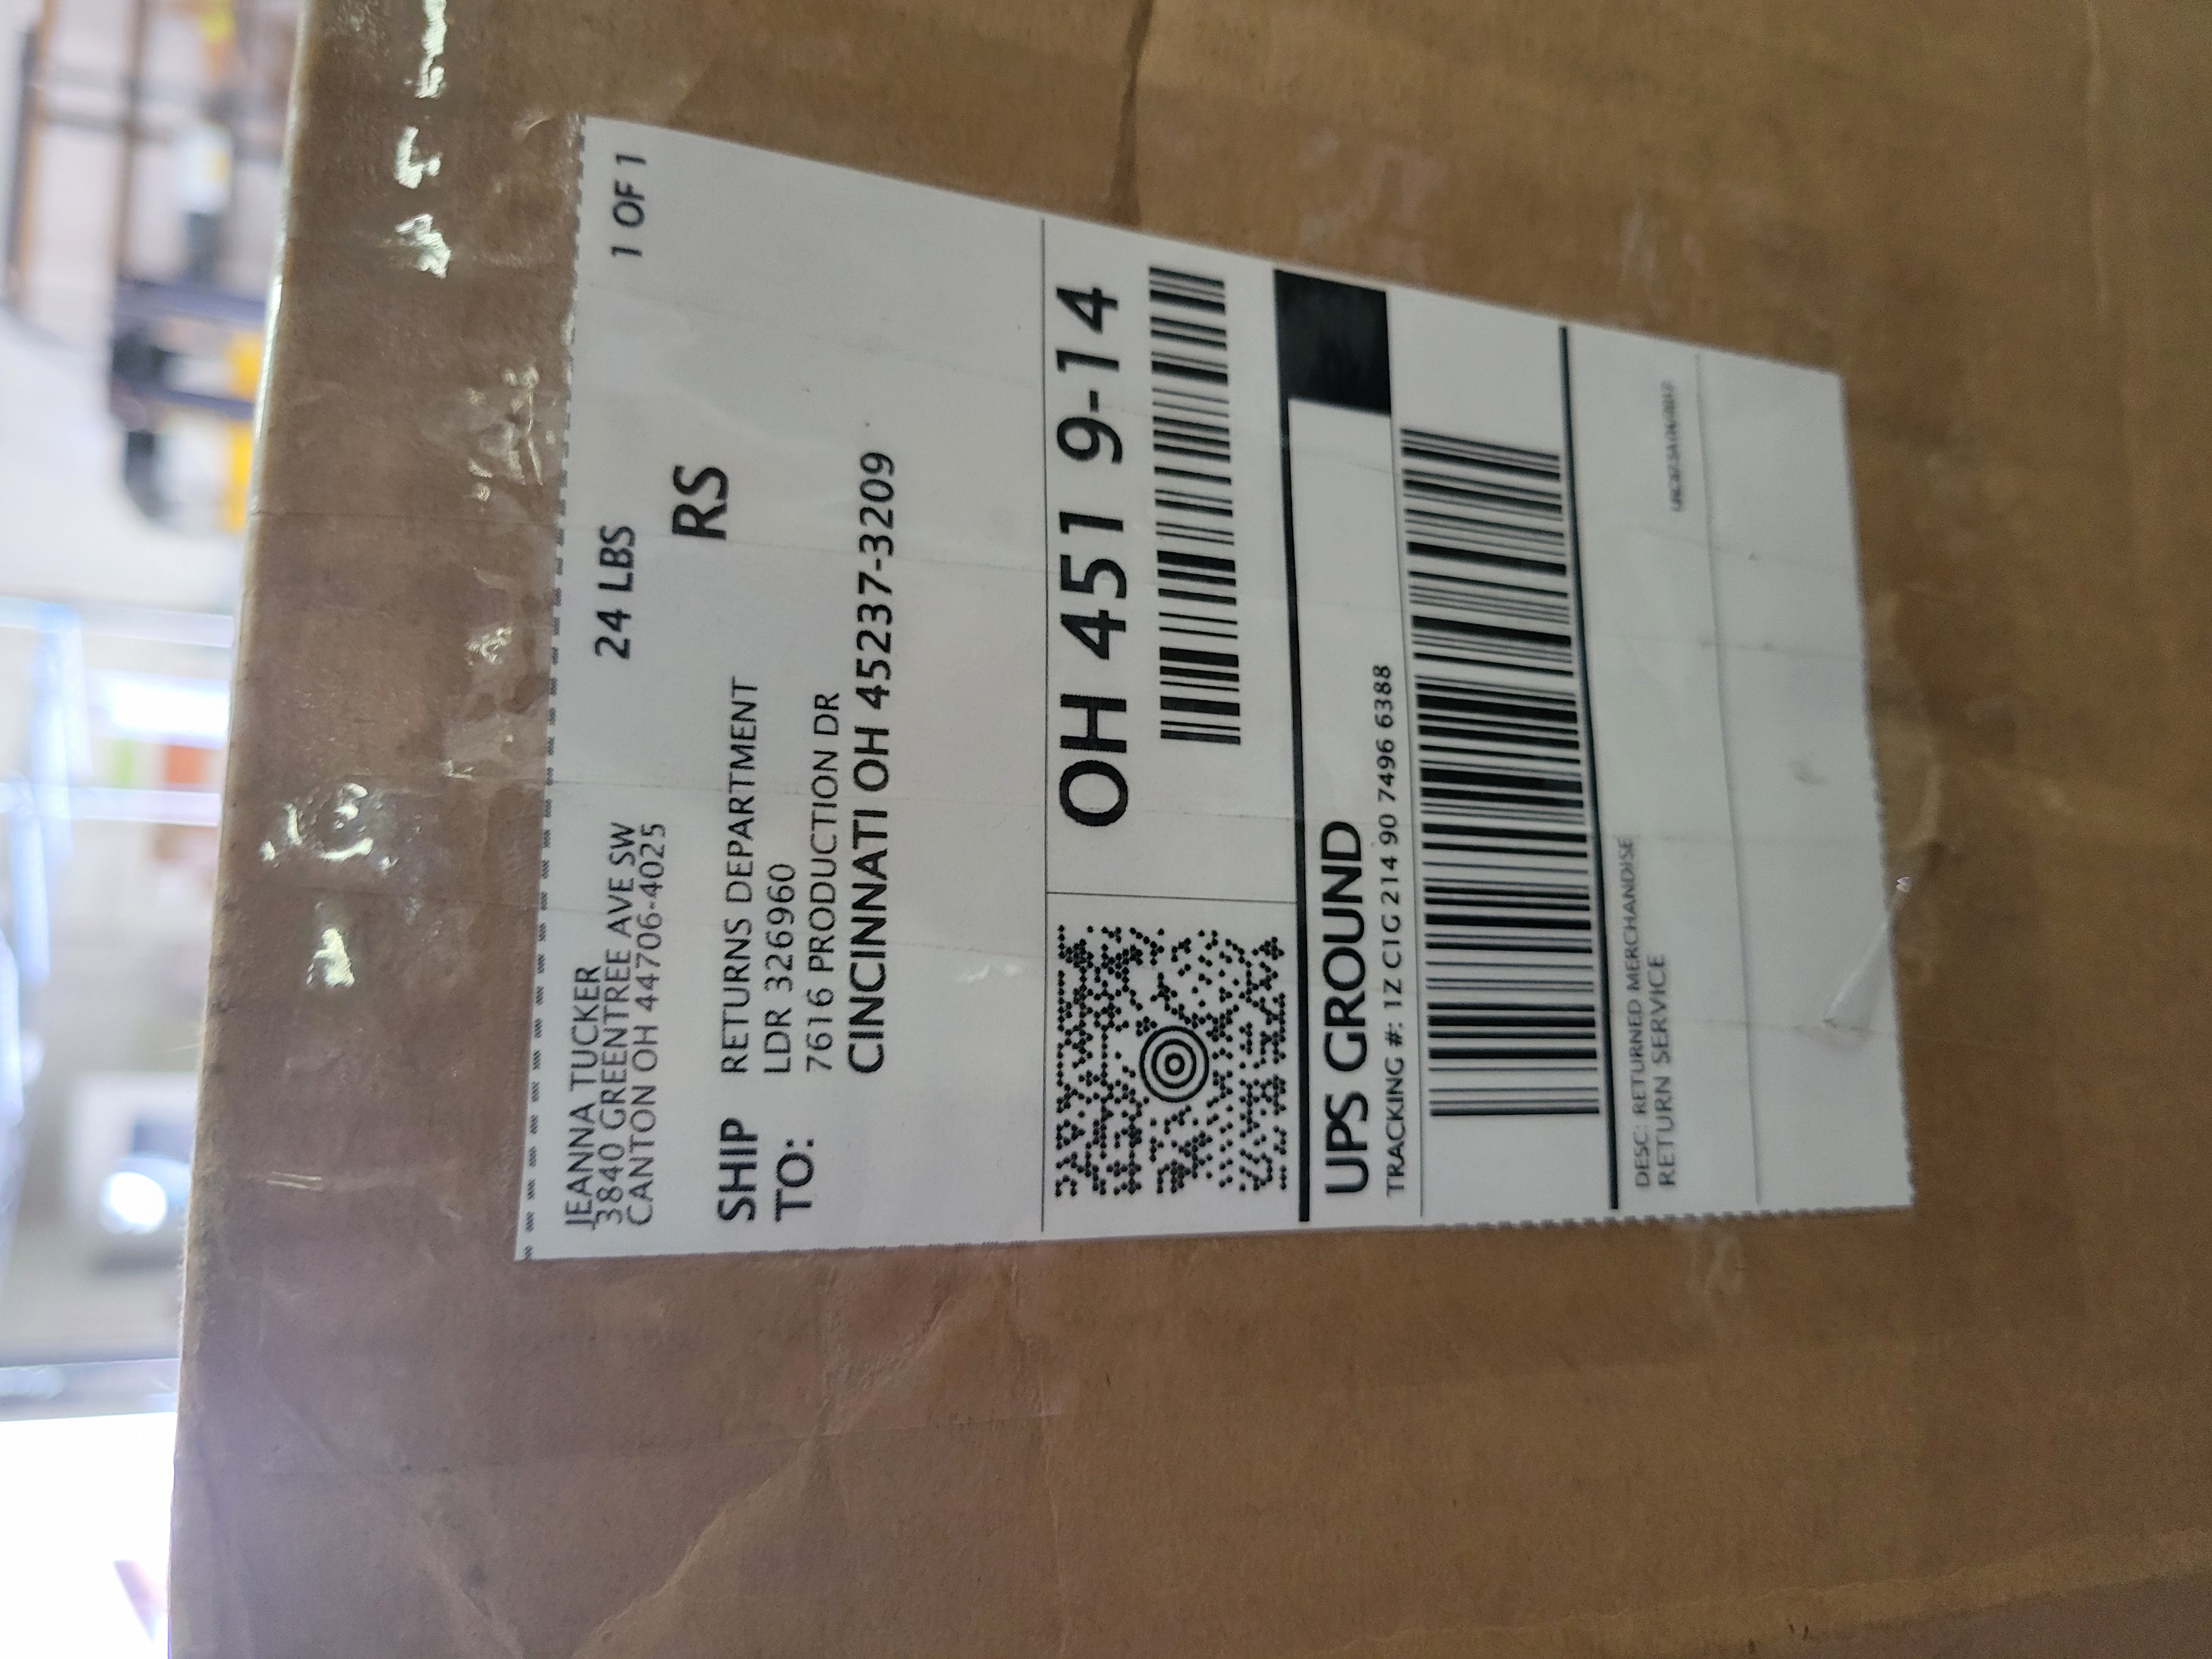 JEANNA TUCKER
3840 GREENTREE AVE SW
CANTON OH 44706-4025
24 LBS
1 OF 1
RS
SHIP TO:
RETURNS DEPARTMENT
LDR 326960
7616 PRODUCTION DR
CINCINNATI OH 45237-3209
OH 451 9-14
UPS GROUND
TRACKING #: 1Z C1G 214 90 7496 6388
DESC: RETURNED MERCHANDISE
RETURN SERVICE